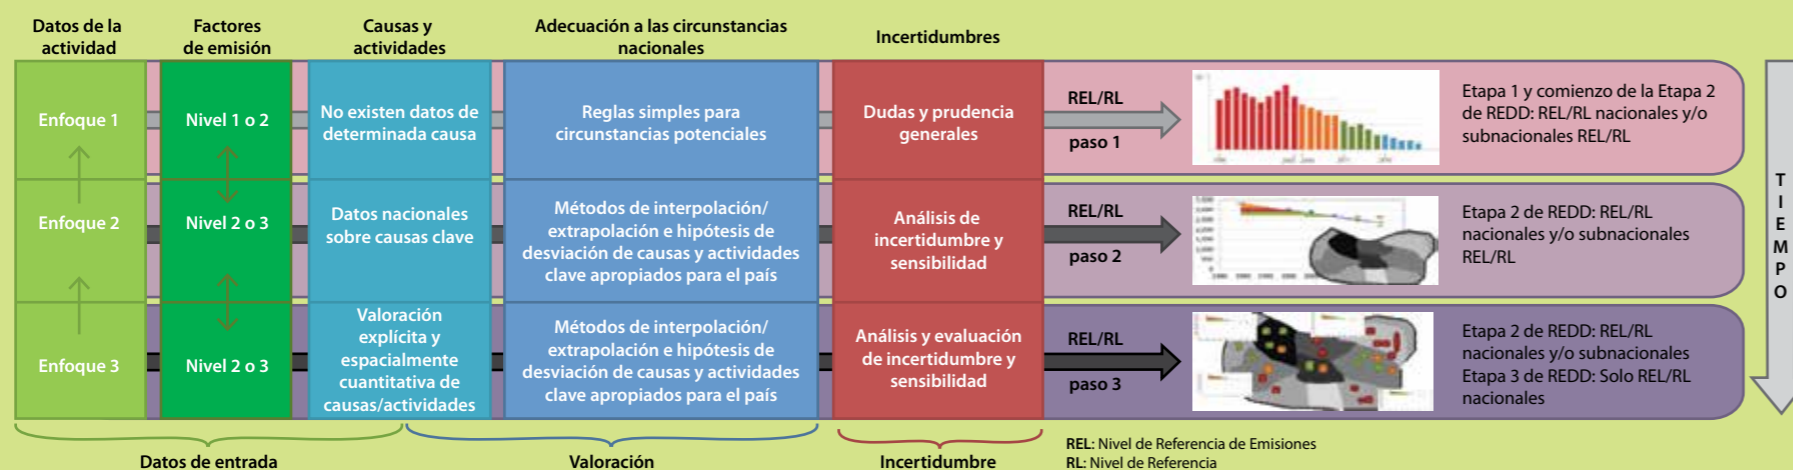 Datos de la
actividad
Factores
de emisión
Causas y
actividades
Adecuación a las circunstancias
nacionales
Incertidumbres
Enfoque 1
Nivel 1 o 2
No existen datos de
determinada causa
Reglas simples para
circunstancias potenciales
Dudas y prudencia
generales
REL/RL
paso 1
Etapa 1 y comienzo de la Etapa 2
de REDD: REL/RL nacionales y/o
subnacionales REL/RL
Enfoque 2
Nivel 2 o 3
Datos nacionales
sobre causas clave
Métodos de interpolación/
extrapolación e hipótesis de
desviación de causas y actividades
clave apropiados para el país
Análisis de
incertidumbre y
sensibilidad
REL/RL
paso 2
Etapa 2 de REDD: REL/RL
nacionales y/o subnacionales
REL/RL
Enfoque 3
Nivel 2 o 3
Valoración
explícita y
espacialmente
cuantitativa de
causas/actividades
Métodos de interpolación/
extrapolación e hipótesis de
desviación de causas y actividades
clave apropiados para el país
Análisis y evaluación
de incertidumbre y
sensibilidad
REL/RL
paso 3
Etapa 2 de REDD: REL/RL
nacionales y/o subnacionales
Etapa 3 de REDD: Solo REL/RL
nacionales
TIEMPO
Datos de entrada
Valoración
Incertidumbre
REL: Nivel de Referencia de Emisiones
RL: Nivel de Referencia